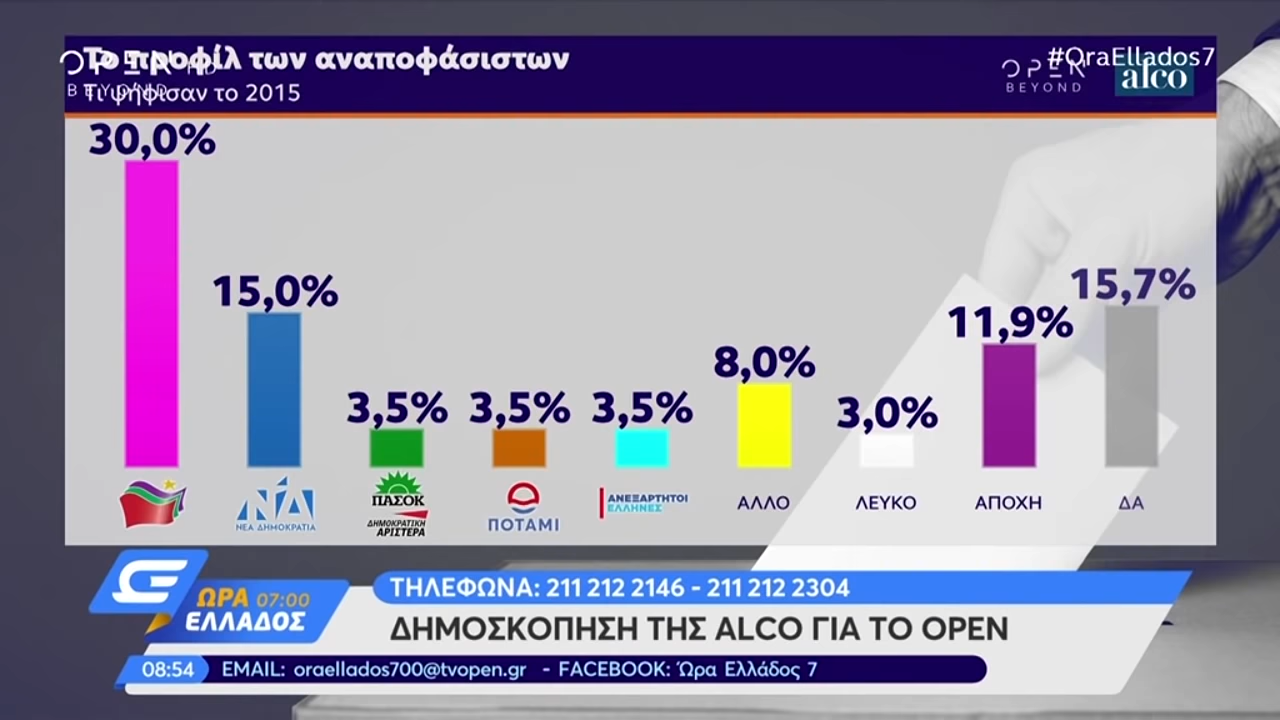 Το προφίλ των αναποφάσιστων
Τι ψήφισαν το 2015
OPEN HD
BEYOND
#OraEllados7
OPEN
BEYOND
alco
30,0%
15,0%
3,5%
3,5%
3,5%
8,0%
3,0%
11,9%
15,7%
ΝΔ
ΝΕΑ ΔΗΜΟΚΡΑΤΙΑ
ΠΑΣΟΚ
ΔΗΜΟΚΡΑΤΙΚΗ
ΑΡΙΣΤΕΡΑ
ΠΟΤΑΜΙ
ΑΝΕΞΑΡΤΗΤΟΙ
ΕΛΛΗΝΕΣ
ΑΛΛΟ
ΛΕΥΚΟ
ΑΠΟΧΗ
ΔΑ
ΩΡΑ 07:00
ΕΛΛΑΔΟΣ
ΤΗΛΕΦΩΝΑ: 211 212 2146 - 211 212 2304
ΔΗΜΟΣΚΟΠΗΣΗ ΤΗΣ ALCO ΓΙΑ ΤΟ OPEN
08:54
EMAIL: oraellados700@tvopen.gr - FACEBOOK: Ώρα Ελλάδος 7